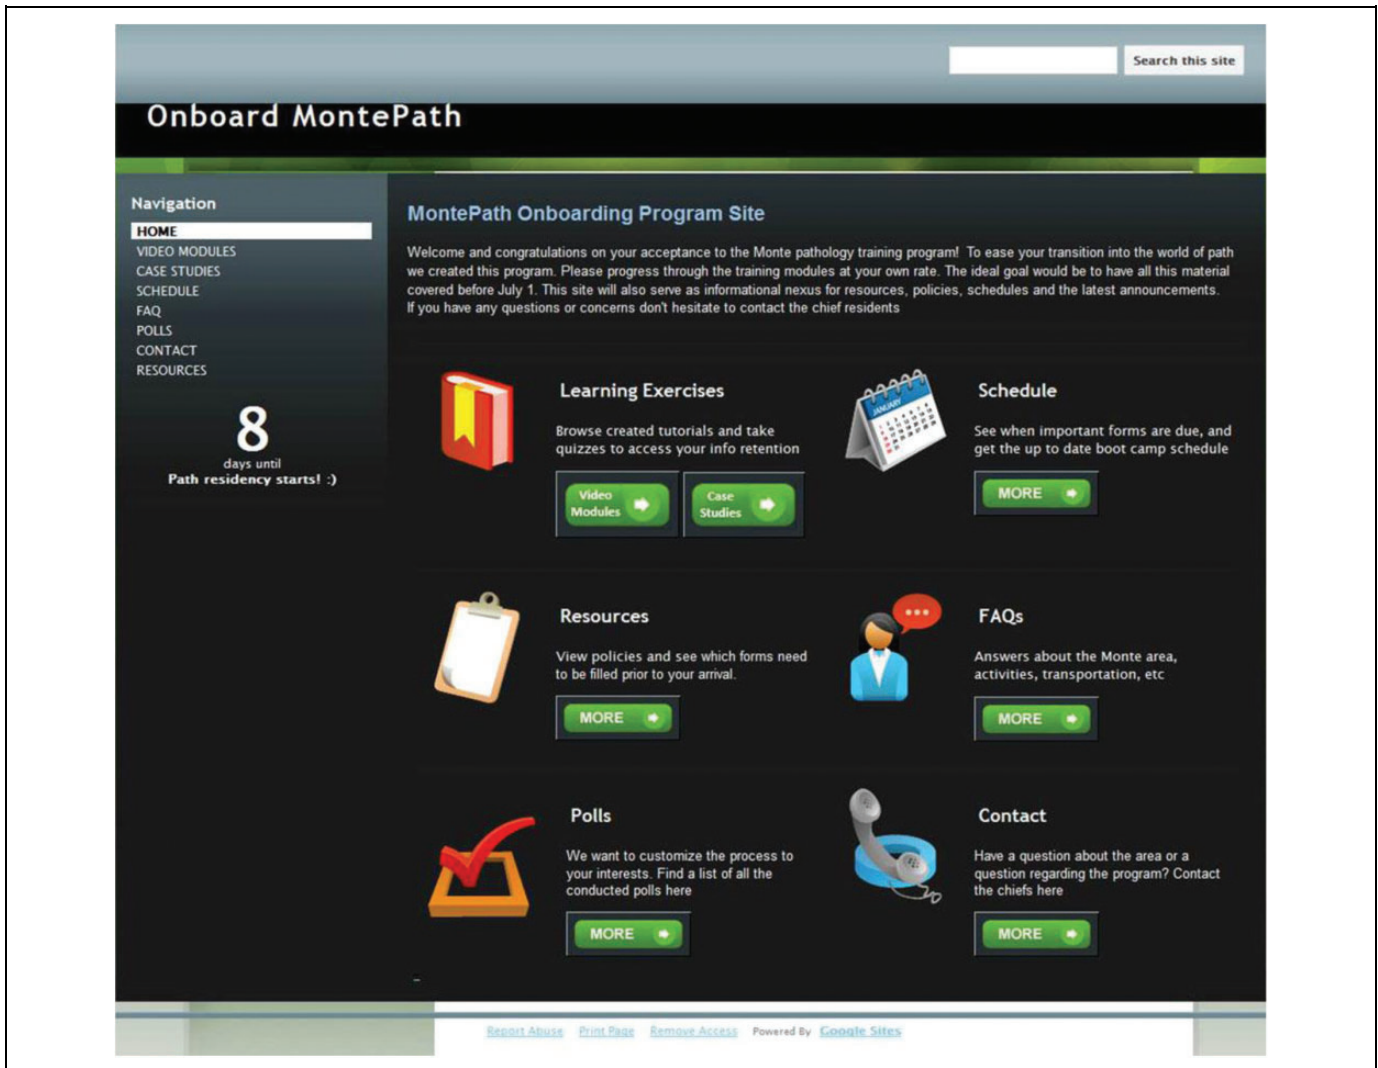 Search this site
Onboard MontePath
Navigation
HOME
VIDEO MODULES
CASE STUDIES
SCHEDULE
FAQ
POLLS
CONTACT
RESOURCES
8
days until
Path residency starts! :)
MontePath Onboarding Program Site
Welcome and congratulations on your acceptance to the Monte pathology training program! To ease your transition into the world of path
we created this program. Please progress through the training modules at your own rate. The ideal goal would be to have all this material
covered before July 1. This site will also serve as informational nexus for resources, policies, schedules and the latest announcements.
If you have any questions or concerns don't hesitate to contact the chief residents
Learning Exercises
Browse created tutorials and take
quizzes to access your info retention
Video
Modules
Case
Studies
JANUARY
Schedule
See when important forms are due, and
get the up to date boot camp schedule
MORE
Resources
View policies and see which forms need
to be filled prior to your arrival.
MORE
FAQs
Answers about the Monte area,
activities, transportation, etc
MORE
Polls
We want to customize the process to
your interests. Find a list of all the
conducted polls here
MORE
Contact
Have a question about the area or a
question regarding the program? Contact
the chiefs here
MORE
Report Abuse Print Page Remove Access Powered By Google Sites